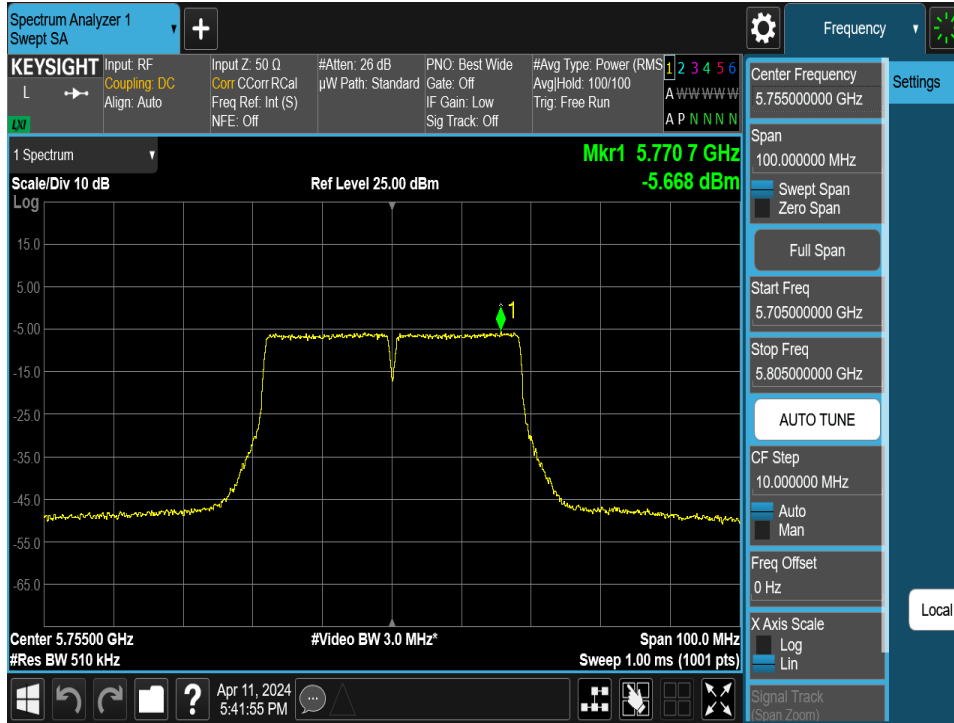 Spectrum Analyzer 1
Swept SA
+
Frequency
KEYSIGHT
L
LXI
Input: RF
Coupling: DC
Align: Auto
Input Z: 50 Ω
Corr CCorr RCal
Freq Ref: Int (S)
NFE: Off
#Atten: 26 dB
µW Path: Standard
PNO: Best Wide
Gate: Off
IF Gain: Low
Sig Track: Off
#Avg Type: Power (RMS
Avg|Hold: 100/100
Trig: Free Run
1 2 3 4 5 6
A W W W W W
A P N N N N
1 Spectrum
Mkr1 5.770 7 GHz
-5.668 dBm
Scale/Div 10 dB
Ref Level 25.00 dBm
Log
15.0
5.00
-5.00
-15.0
-25.0
-35.0
-45.0
-55.0
-65.0
1
Center 5.75500 GHz
#Video BW 3.0 MHz*
Span 100.0 MHz
#Res BW 510 kHz
Sweep 1.00 ms (1001 pts)
?
Apr 11, 2024
5:41:55 PM
Center Frequency
5.755000000 GHz
Settings
Span
100.000000 MHz
Swept Span
Zero Span
Full Span
Start Freq
5.705000000 GHz
Stop Freq
5.805000000 GHz
AUTO TUNE
CF Step
10.000000 MHz
Auto
Man
Freq Offset
0 Hz
Local
X Axis Scale
Log
Lin
Signal Track
(Span Zoom)